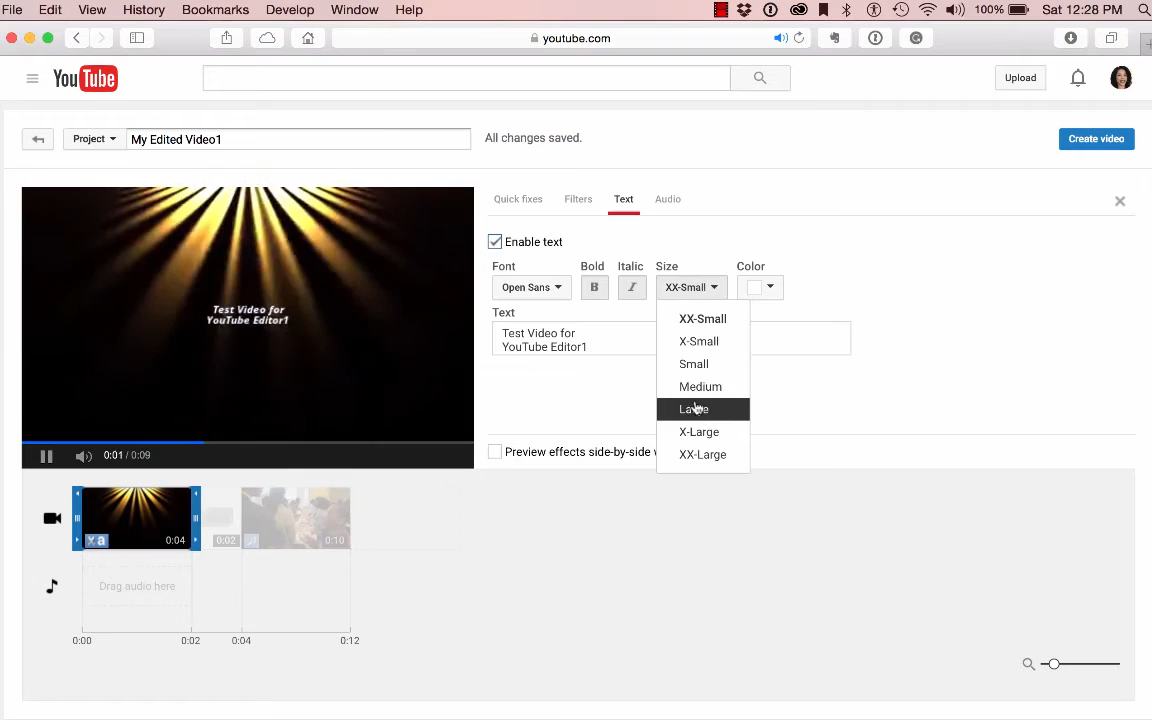 File Edit View History Bookmarks Develop Window Help 100% Sat 12:28 PM
youtube.com
YouTube Upload
Project My Edited Video1 All changes saved. Create video
Quick fixes Filters Text Audio
Enable text
Font Bold Italic Size Color
Open Sans B I XX-Small
Text
Test Video for
YouTube Editor1
XX-Small
X-Small
Small
Medium
Large
X-Large
XX-Large
Test Video for
YouTube Editor1
0:01 / 0:09
Preview effects side-by-side
a 0:04 0:02 0:10
Drag audio here
0:00 0:02 0:04 0:12